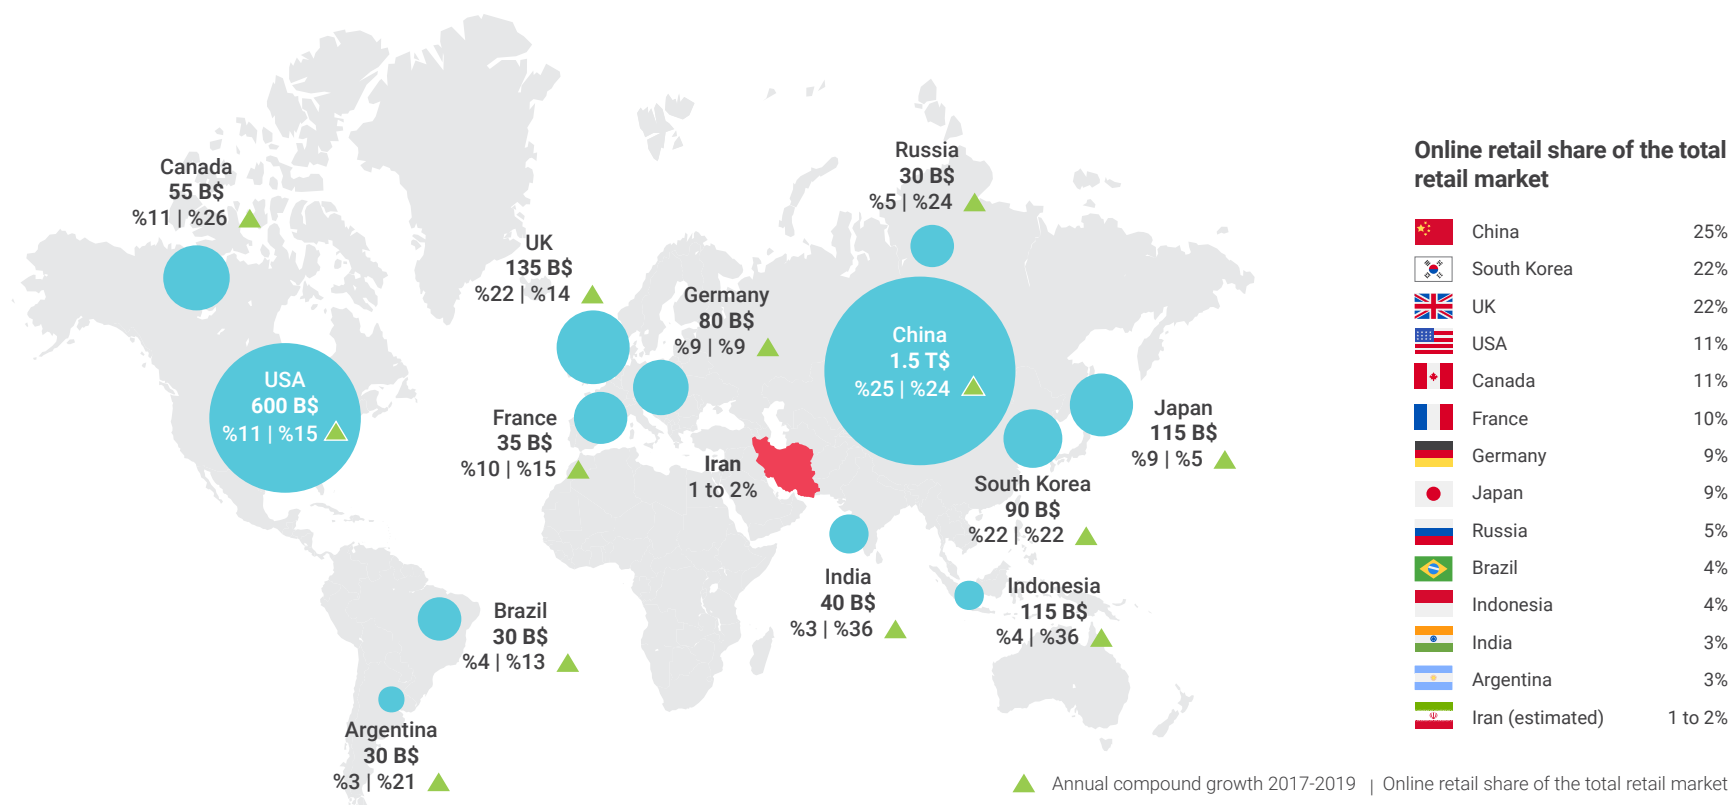 Canada
55 B$
%11 | %26
UK
135 B$
%22 | %14
Germany
80 B$
%9 | %9
Russia
30 B$
%5 | %24
China
1.5 T$
%25 | %24
USA
600 B$
%11 | %15
France
35 B$
%10 | %15
Iran
1 to 2%
Japan
115 B$
%9 | %5
South Korea
90 B$
%22 | %22
India
40 B$
%3 | %36
Indonesia
115 B$
%4 | %36
Brazil
30 B$
%4 | %13
Argentina
30 B$
%3 | %21
Online retail share of the total
retail market
China 25%
South Korea 22%
UK 22%
USA 11%
Canada 11%
France 10%
Germany 9%
Japan 9%
Russia 5%
Brazil 4%
Indonesia 4%
India 3%
Argentina 3%
Iran (estimated) 1 to 2%
Annual compound growth 2017-2019 | Online retail share of the total retail market